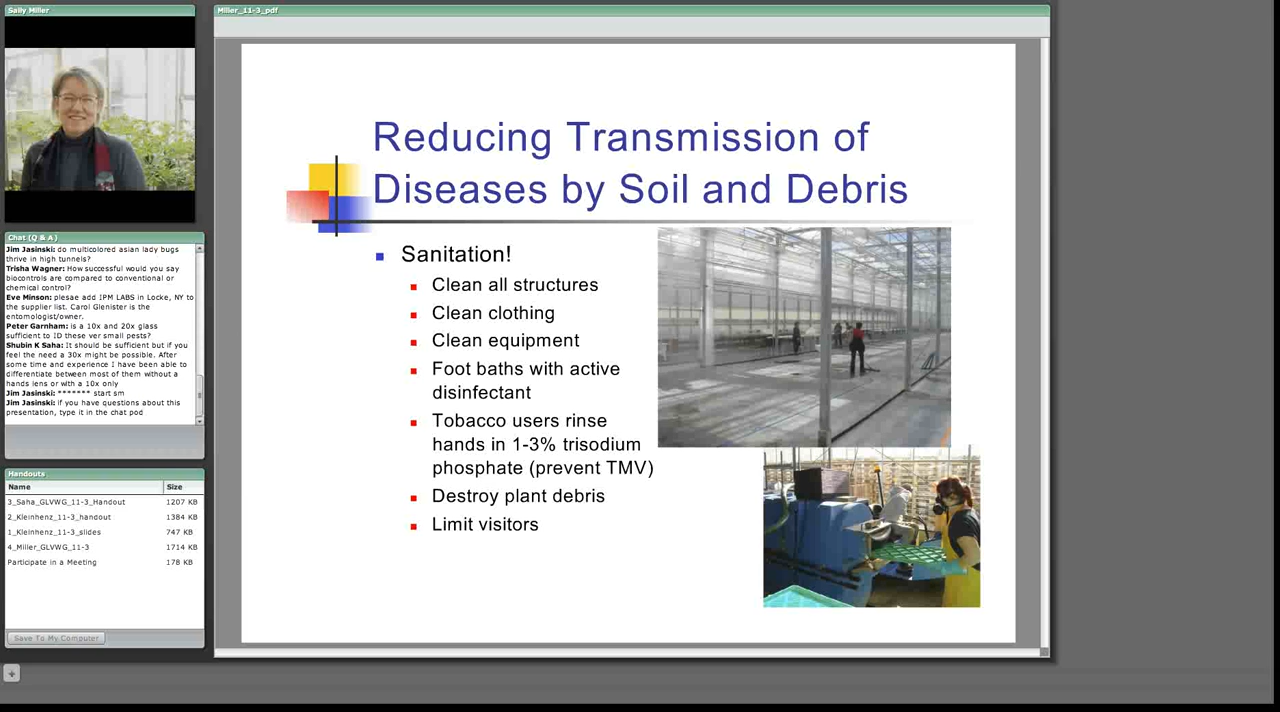 Sally Miller
Chat (Q & A)
Jim Jasinski: do multicolored asian lady bugs
thrive in high tunnels?
Trisha Wagner: How successful would you say
biocontrols are compared to conventional or
chemical control?
Eve Minson: plesae add IPM LABS in Locke, NY to
the supplier list. Carol Glenister is the
entomologist/owner.
Peter Garnham: is a 10x and 20x glass
sufficient to ID these ver small pests?
Shubin K Saha: It should be sufficient but if you
feel the need a 30x might be possible. After
some time and experience I have been able to
differentiate between most of them without a
hands lens or with a 10x only
Jim Jasinski: ******* start sm
Jim Jasinski: if you have questions about this
presentation, type it in the chat pod
Handouts
Name Size
3_Saha_GLVWG_11-3_Handout 1207 KB
2_Kleinhenz_11-3_handout 1384 KB
1_Kleinhenz_11-3_slides 747 KB
4_Miller_GLVWG_11-3 1714 KB
Participate in a Meeting 178 KB
Save To My Computer
Miller_11-3_pdf
Reducing Transmission of
Diseases by Soil and Debris
Sanitation!
Clean all structures
Clean clothing
Clean equipment
Foot baths with active
disinfectant
Tobacco users rinse
hands in 1-3% trisodium
phosphate (prevent TMV)
Destroy plant debris
Limit visitors